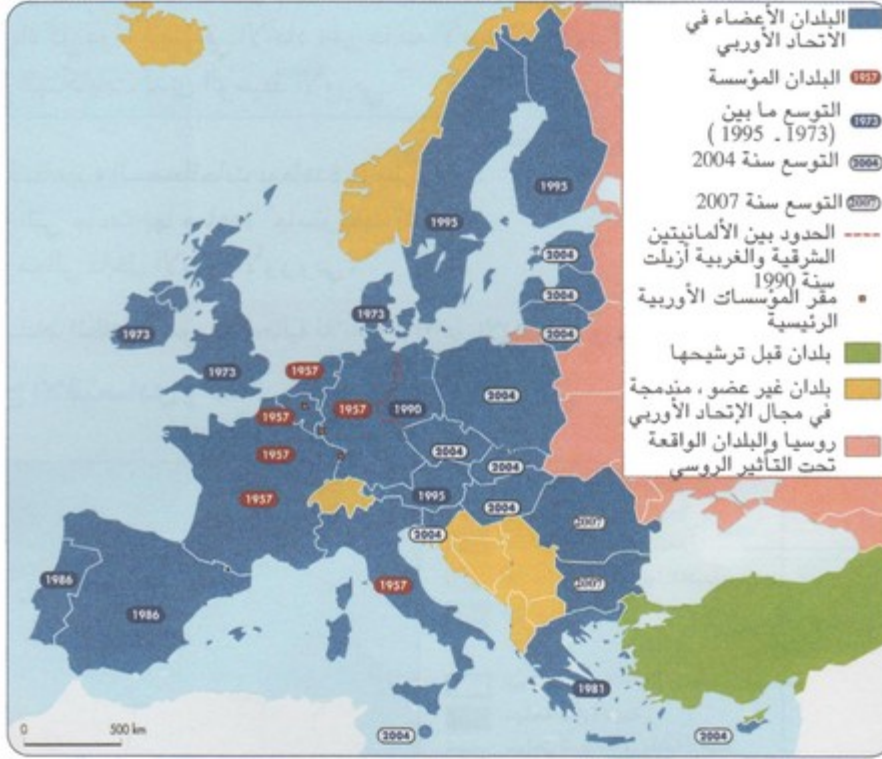 البلدان الأعضاء في
الاتحاد الأوربي
1957 البلدان المؤسسة
1973 التوسع ما بين
(1973 . 1995)
2004 التوسع سنة 2004
2007 التوسع سنة 2007
الحدود بين الألمانيتين
الشرقية والغربية أزيلت
سنة 1990
مقر المؤسسات الأوربية
الرئيسية
بلدان قبل ترشيحها
بلدان غير عضو، مندمجة
في مجال الإتحاد الأوربي
روسيا والبلدان الواقعة
تحت التأثير الروسي
1995
1995
2004
2004
2004
1973
1973
1973
1957
1957
1957
1990
2004
1957
2004
2004
1957
1995
2004
2007
2004
2007
1986
1986
1957
1981
2004
2004
0 500 km